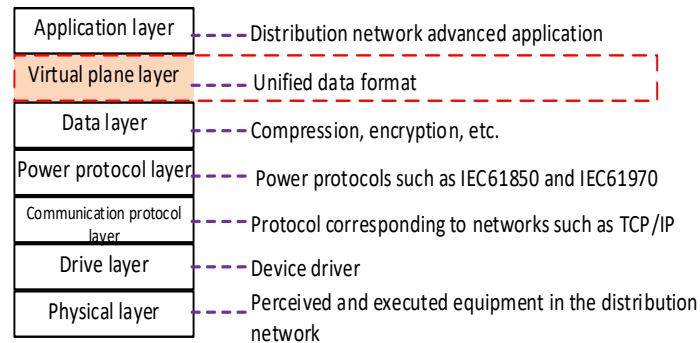 Application layer
Distribution network advanced application
Virtual plane layer
Unified data format
Data layer
Compression, encryption, etc.
Power protocol layer
Power protocols such as IEC61850 and IEC61970
Communication protocol
layer
Protocol corresponding to networks such as TCP/IP
Drive layer
Device driver
Physical layer
Perceived and executed equipment in the distribution
network